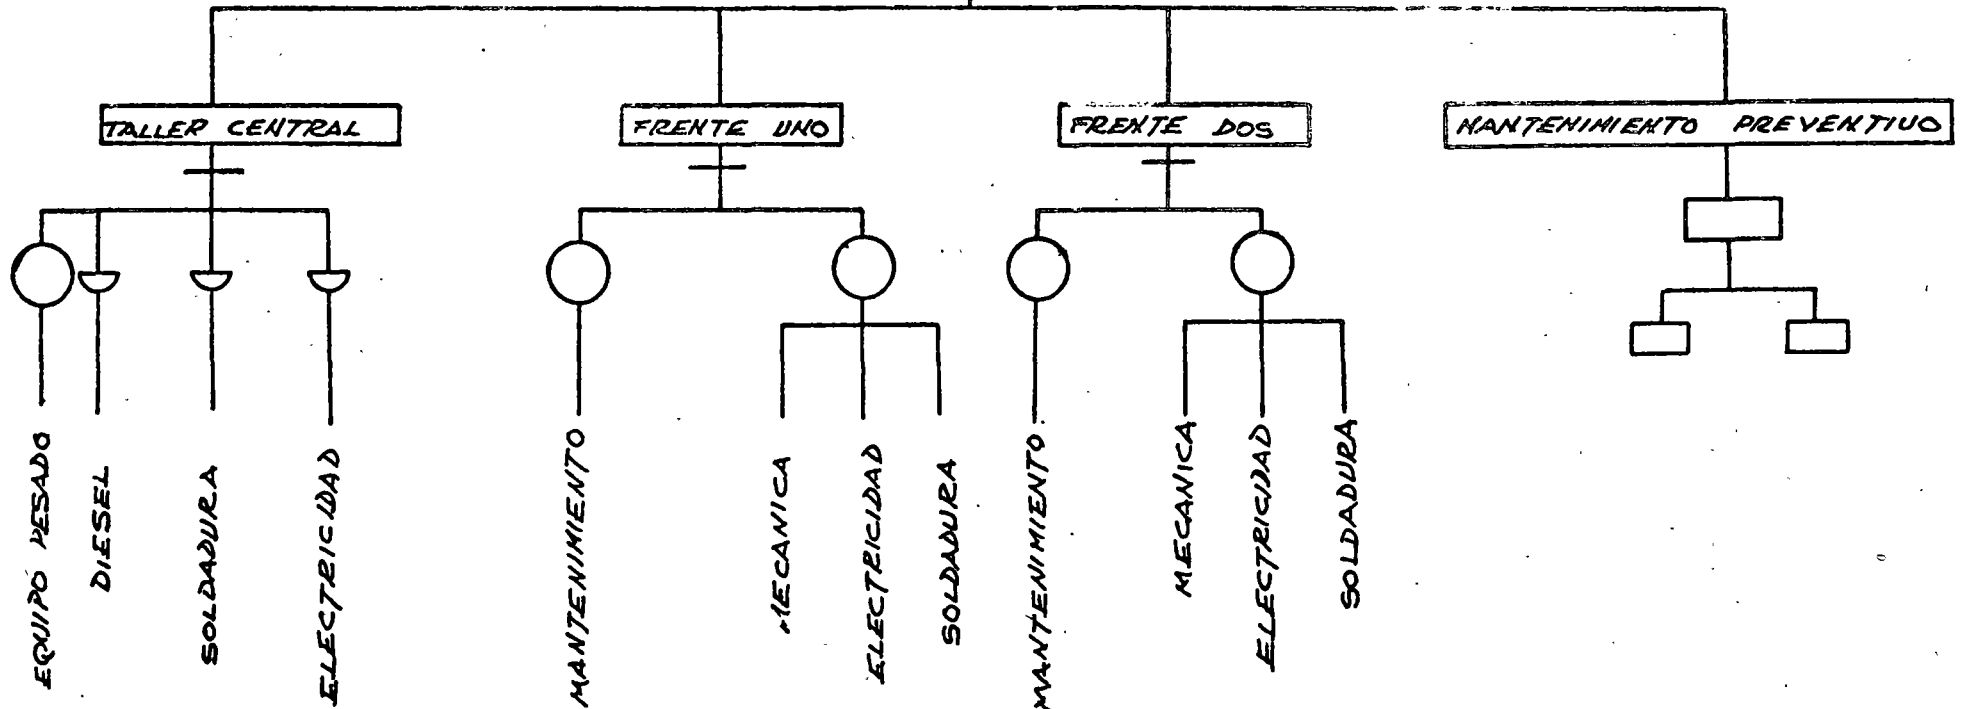 TALLER CENTRAL
FRENTE UNO
FRENTE DOS
MANTENIMIENTO PREVENTIVO
EQUIPO PESADO
DIESEL
SOLDADURA
ELECTRICIDAD
MANTENIMIENTO
MECANICA
ELECTRICIDAD
SOLDADURA
MANTENIMIENTO
MECANICA
ELECTRICIDAD
SOLDADURA